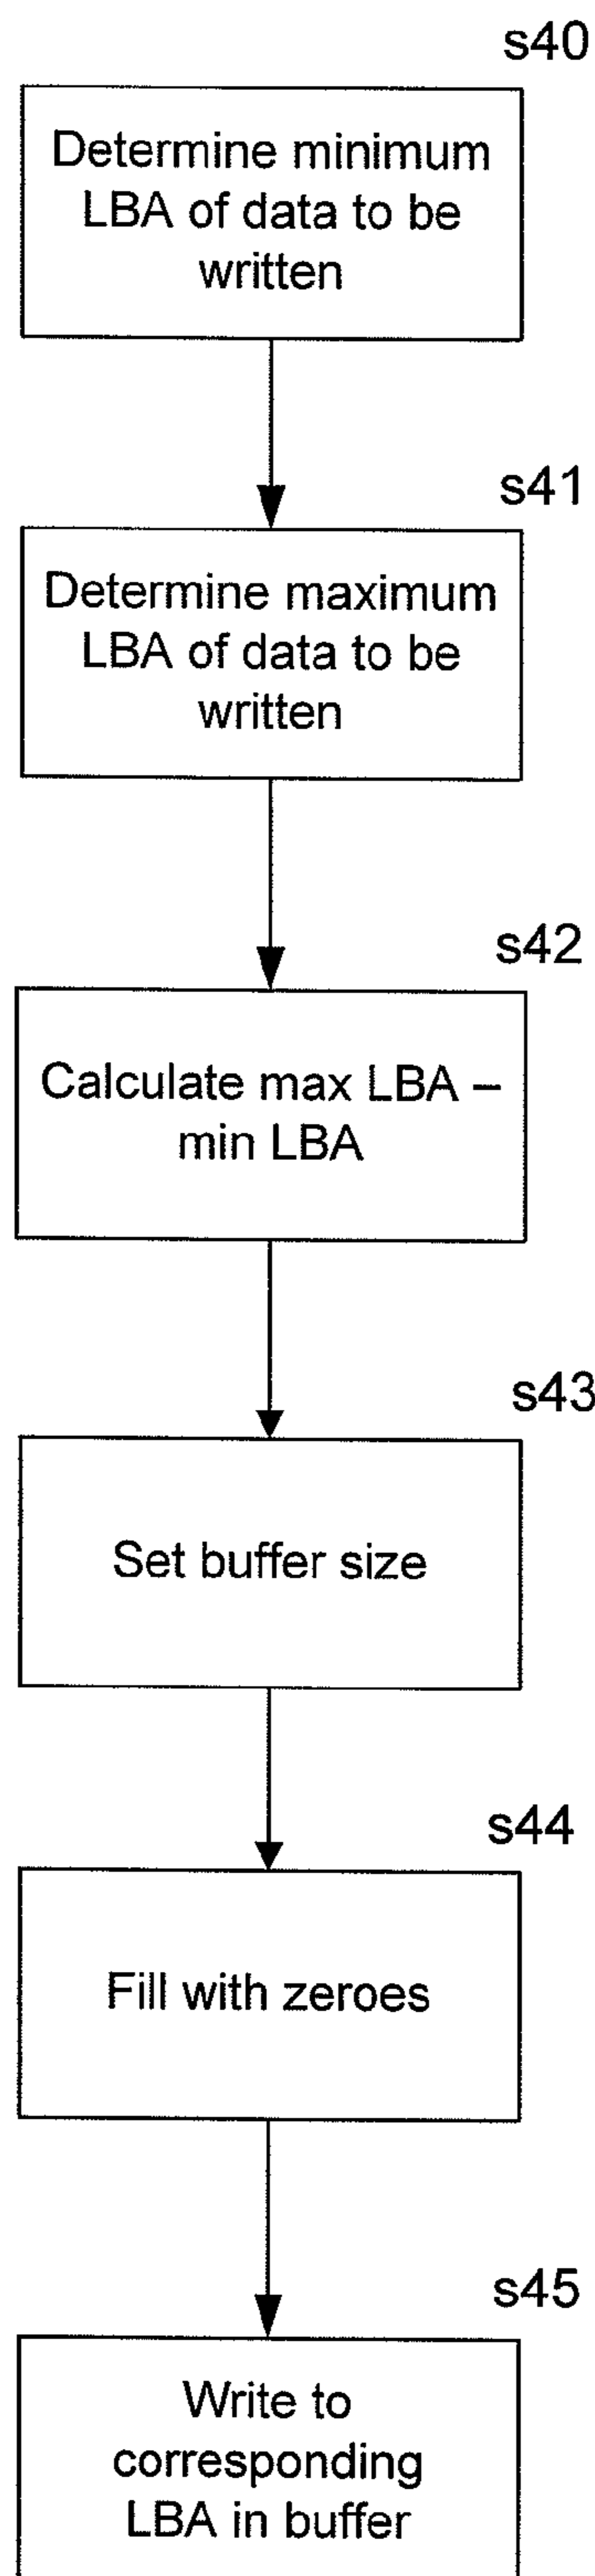 s40
Determine minimum
LBA of data to be
written
s41
Determine maximum
LBA of data to be
written
s42
Calculate max LBA –
min LBA
s43
Set buffer size
s44
Fill with zeroes
s45
Write to
corresponding
LBA in buffer